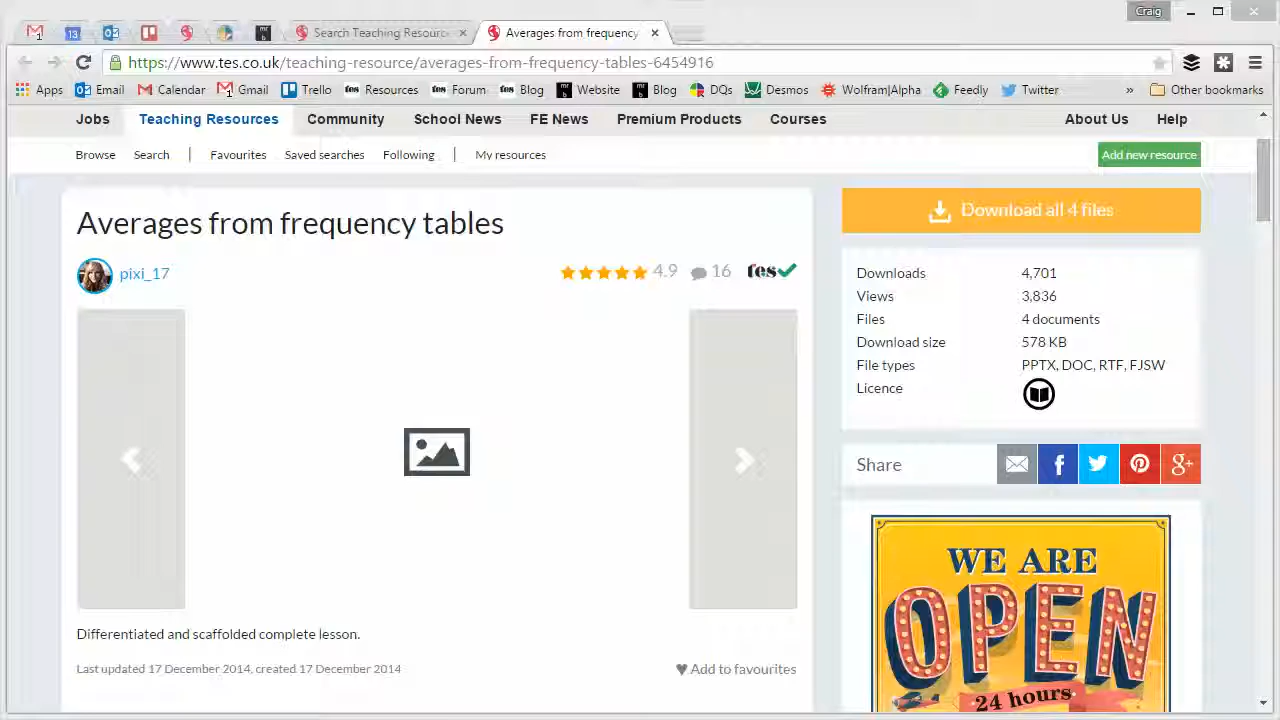 Craig
Search Teaching Resourc
Averages from frequency
https://www.tes.co.uk/teaching-resource/averages-from-frequency-tables-6454916
Apps Email Calendar Gmail Trello tes Resources tes Forum tes Blog Website Blog DQs Desmos Wolfram|Alpha Feedly Twitter » Other bookmarks
Jobs Teaching Resources Community School News FE News Premium Products Courses About Us Help
Browse Search | Favourites Saved searches Following | My resources Add new resource
Averages from frequency tables
Download all 4 files
pixi_17 4.9 16 tes
Downloads 4,701
Views 3,836
Files 4 documents
Download size 578 KB
File types PPTX, DOC, RTF, FJSW
Licence
Share
WE ARE
OPEN
24 hours
Differentiated and scaffolded complete lesson.
Last updated 17 December 2014, created 17 December 2014 Add to favourites